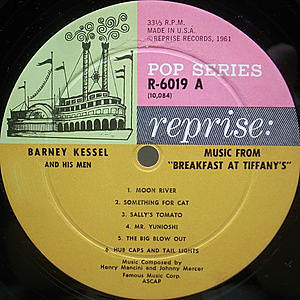 33⅓ R.P.M.
MADE IN U.S.A.
©REPRISE RECORDS, 1961
POP SERIES
R-6019 A
(10,084)
reprise:
BARNEY KESSEL
AND HIS MEN
MUSIC FROM
"BREAKFAST AT TIFFANY'S"
1. MOON RIVER
2. SOMETHING FOR CAT
3. SALLY'S TOMATO
4. MR. YUNIOSHI
5. THE BIG BLOW OUT
6. HUB CAPS AND TAIL LIGHTS
Music Composed by
Henry Mancini and Johnny Mercer
Famous Music Corp.
ASCAP